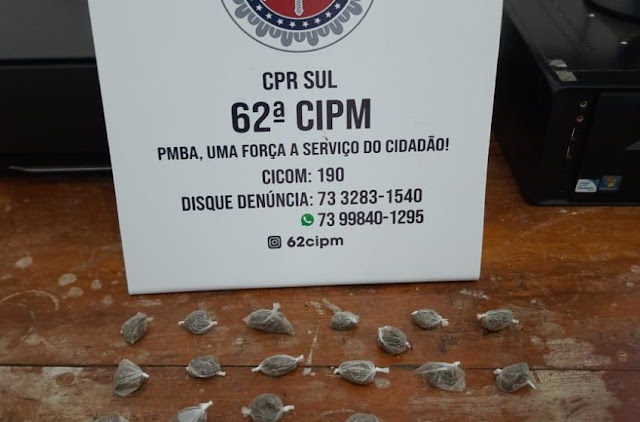 CPR SUL
62ª CIPM
PMBA, UMA FORÇA A SERVIÇO DO CIDADÃO!
CICOM: 190
DISQUE DENÚNCIA: 73 3283-1540
73 99840-1295
62cipm